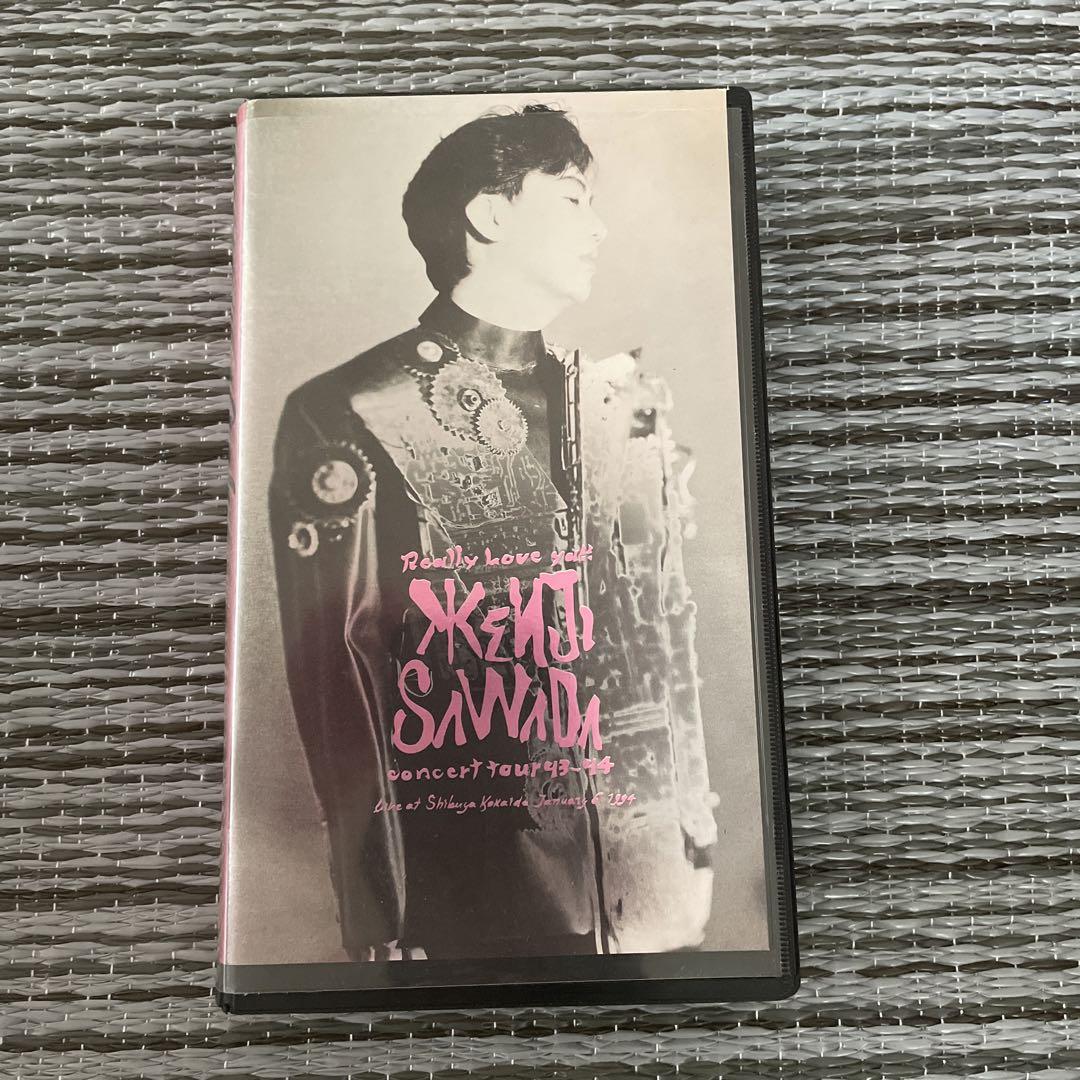 Really Love ya!!
KENJI
SAWADA
concert tour 93-94
Live at Shibuya Kokaido January 6 1994